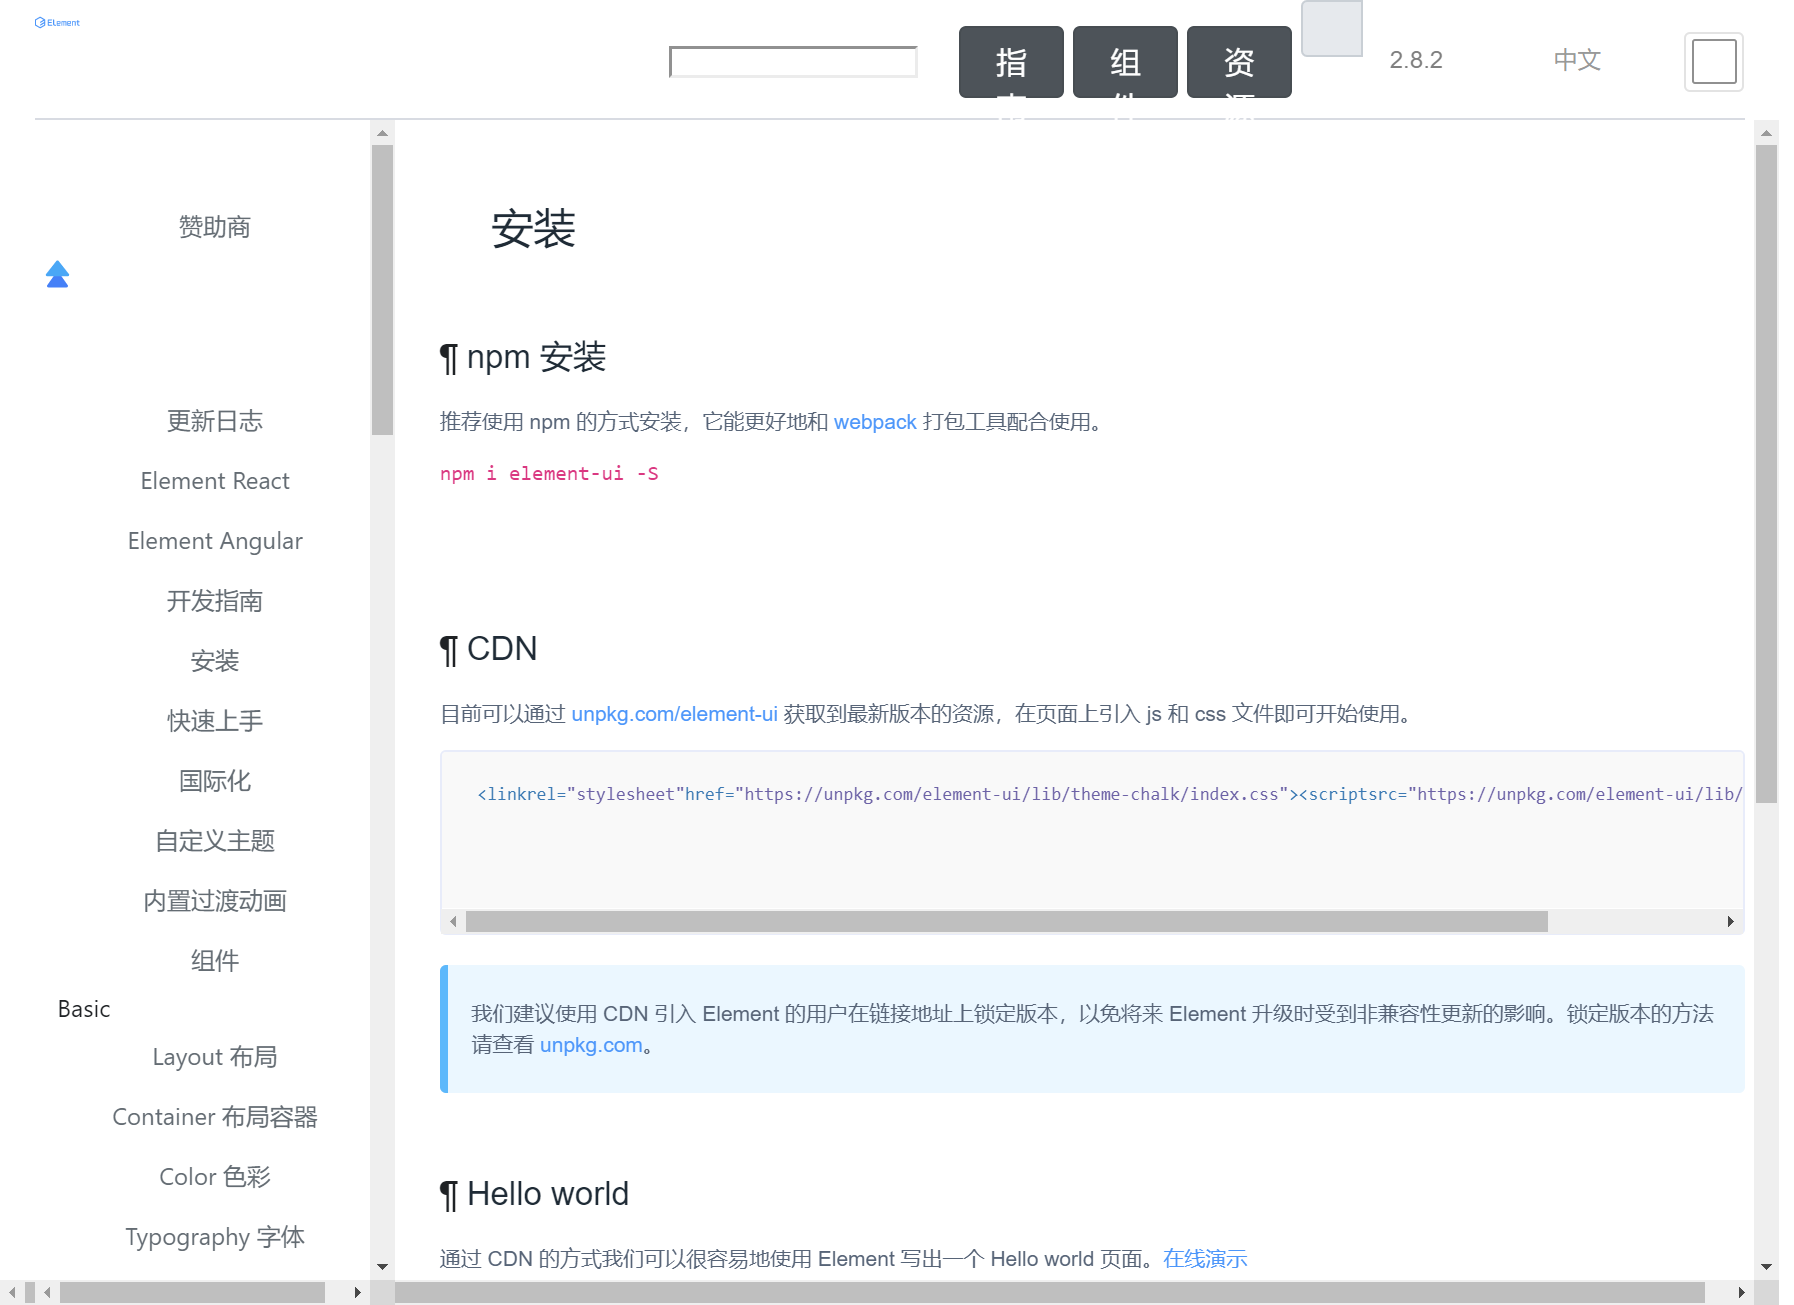 Element
指
组
资
2.8.2
中文
赞助商
更新日志
Element React
Element Angular
开发指南
安装
快速上手
国际化
自定义主题
内置过渡动画
组件
Basic
Layout 布局
Container 布局容器
Color 色彩
Typography 字体
安装
¶ npm 安装
推荐使用 npm 的方式安装，它能更好地和 webpack 打包工具配合使用。
npm i element-ui -S
¶ CDN
目前可以通过 unpkg.com/element-ui 获取到最新版本的资源，在页面上引入 js 和 css 文件即可开始使用。
<linkrel="stylesheet"href="https://unpkg.com/element-ui/lib/theme-chalk/index.css"><scriptsrc="https://unpkg.com/element-ui/lib/
我们建议使用 CDN 引入 Element 的用户在链接地址上锁定版本，以免将来 Element 升级时受到非兼容性更新的影响。锁定版本的方法
请查看 unpkg.com。
¶ Hello world
通过 CDN 的方式我们可以很容易地使用 Element 写出一个 Hello world 页面。在线演示